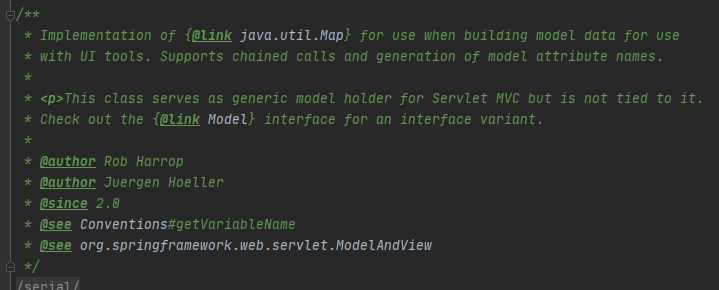 /**
* Implementation of {@link java.util.Map} for use when building model data for use
* with UI tools. Supports chained calls and generation of model attribute names.
*
* <p>This class serves as generic model holder for Servlet MVC but is not tied to it.
* Check out the {@link Model} interface for an interface variant.
*
* @author Rob Harrop
* @author Juergen Hoeller
* @since 2.0
* @see Conventions#getVariableName
* @see org.springframework.web.servlet.ModelAndView
*/
/serial/